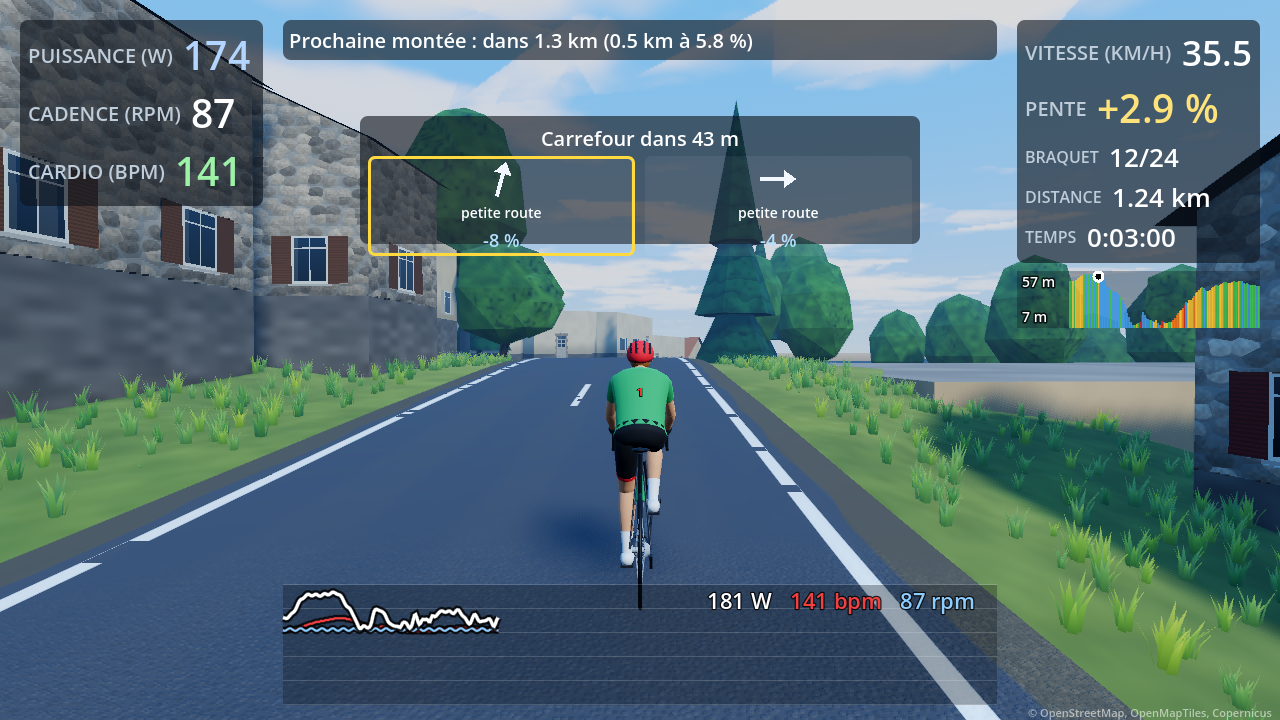 PUISSANCE (W) 174
CADENCE (RPM) 87
CARDIO (BPM) 141
Prochaine montée : dans 1.3 km (0.5 km à 5.8 %)
Carrefour dans 43 m
petite route
-8 %
petite route
-4 %
VITESSE (KM/H) 35.5
PENTE +2.9 %
BRAQUET 12/24
DISTANCE 1.24 km
TEMPS 0:03:00
57 m
7 m
1
181 W 141 bpm 87 rpm
© OpenStreetMap, OpenMapTiles, Copernicus